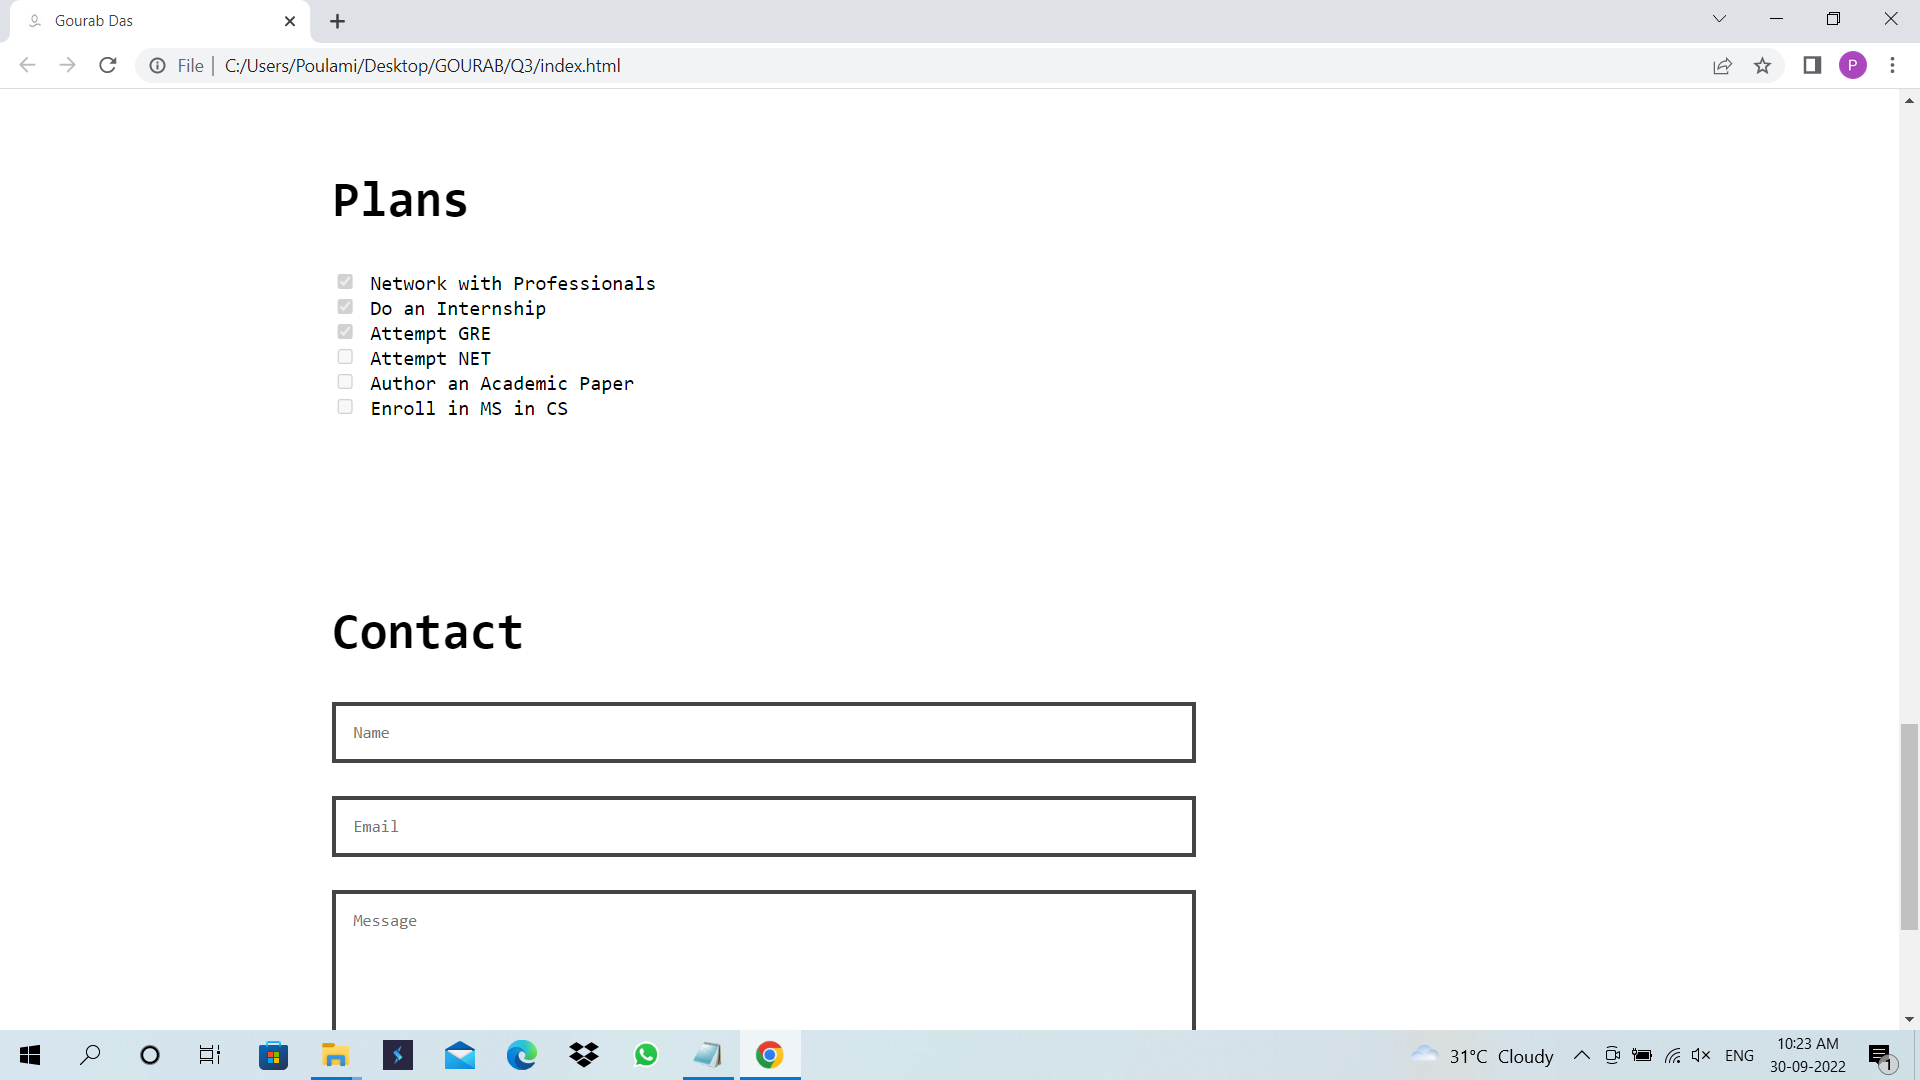 Gourab Das
File
C:/Users/Poulami/Desktop/GOURAB/Q3/index.html
P
Plans
Network with Professionals
Do an Internship
Attempt GRE
Attempt NET
Author an Academic Paper
Enroll in MS in CS
Contact
Name
Email
Message
31°C Cloudy
ENG
10:23 AM
30-09-2022
1